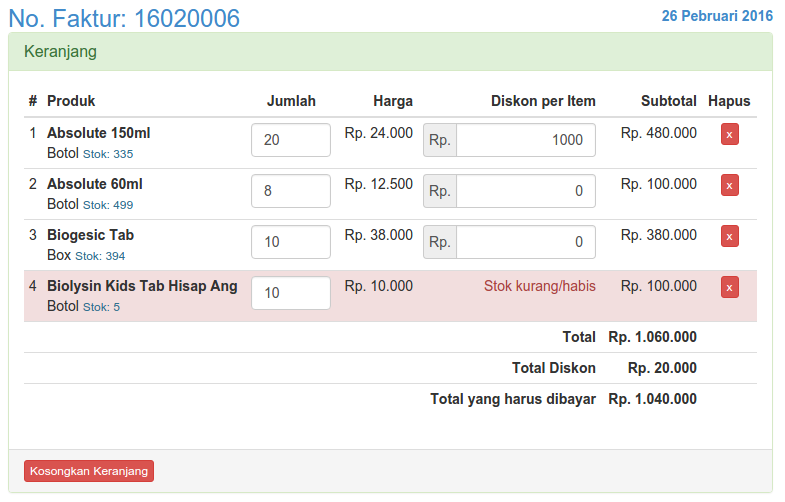 No. Faktur: 16020006
26 Pebruari 2016
Keranjang
# Produk Jumlah Harga Diskon per Item Subtotal Hapus
1 Absolute 150ml 20 Rp. 24.000 Rp. 1000 Rp. 480.000 x
Botol Stok: 335
2 Absolute 60ml 8 Rp. 12.500 Rp. 0 Rp. 100.000 x
Botol Stok: 499
3 Biogesic Tab 10 Rp. 38.000 Rp. 0 Rp. 380.000 x
Box Stok: 394
4 Biolysin Kids Tab Hisap Ang 10 Rp. 10.000 Stok kurang/habis Rp. 100.000 x
Botol Stok: 5
Total Rp. 1.060.000
Total Diskon Rp. 20.000
Total yang harus dibayar Rp. 1.040.000
Kosongkan Keranjang